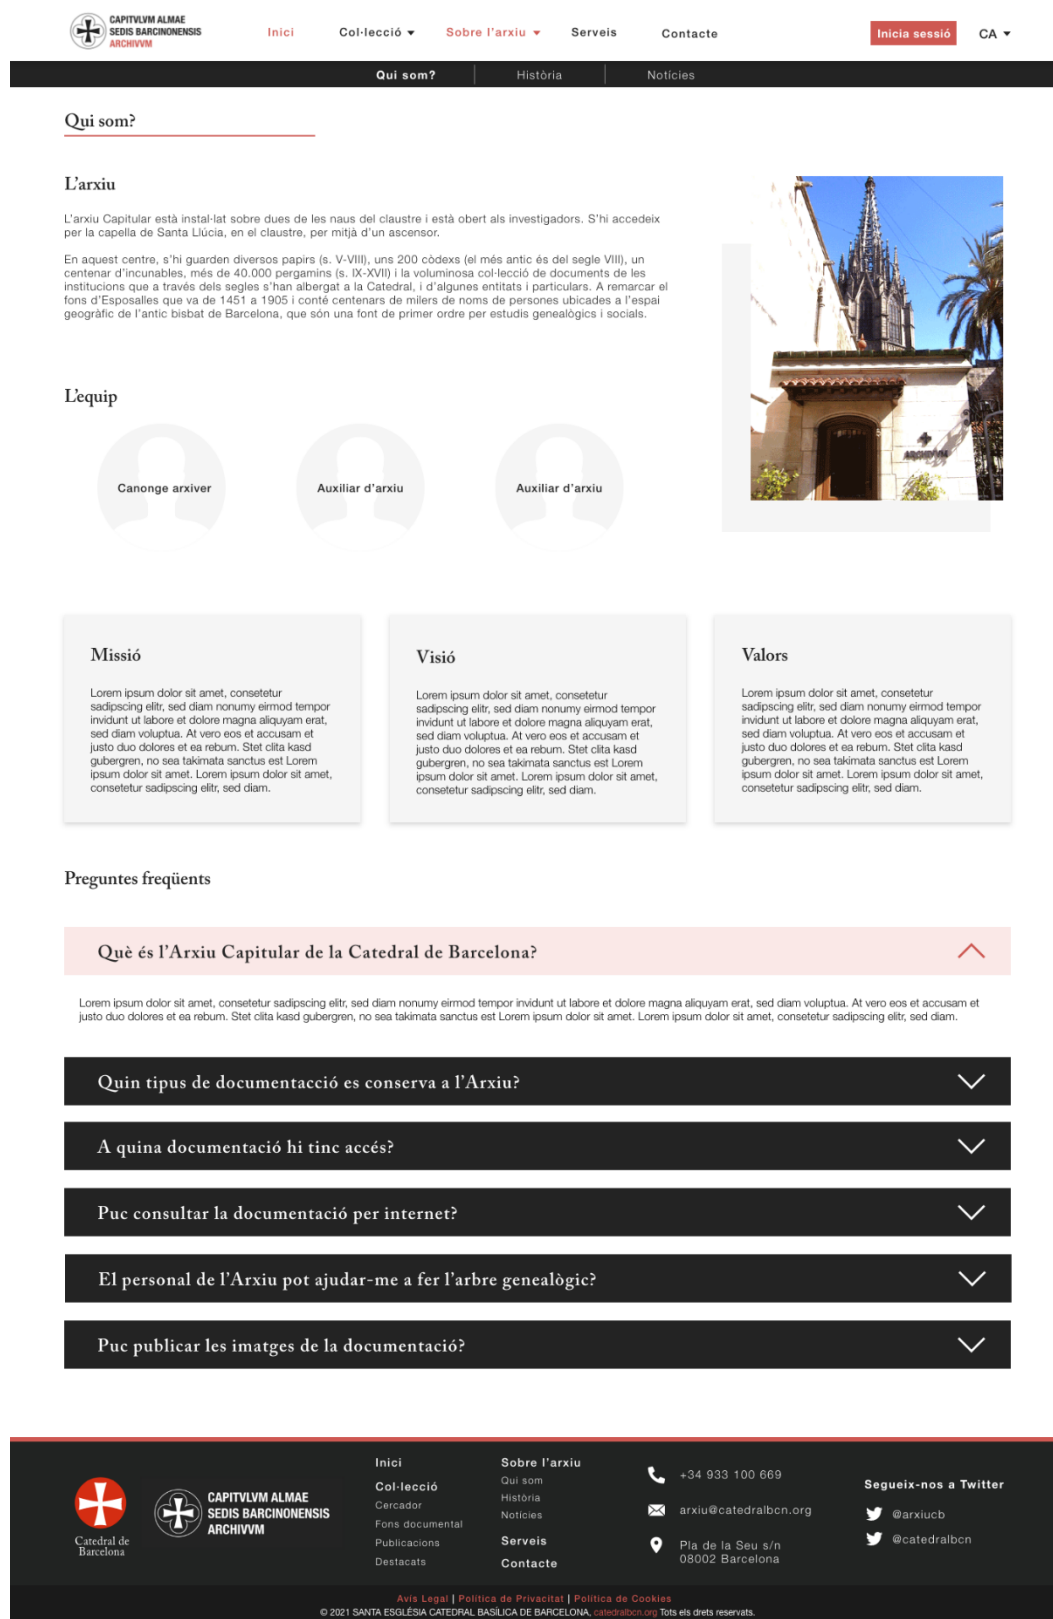 CAPITVLVM ALMAE
SEDIS BARCINONENSIS
ARCHIVVM
Inici
Col·lecció
Sobre l'arxiu
Serveis
Contacte
Inicia sessió
CA
Qui som?
Història
Notícies
Qui som?
L'arxiu
L'arxiu Capitular està instal·lat sobre dues de les naus del claustre i està obert als investigadors. S'hi accedeix
per la capella de Santa Llúcia, en el claustre, per mitjà d'un ascensor.
En aquest centre, s'hi guarden diversos papirs (s. V-VIII), uns 200 còdexs (el més antic és del segle VIII), un
centenar d'incunables, més de 40.000 pergamins (s. IX-XVII) i la voluminosa col·lecció de documents de les
institucions que a través dels segles s'han albergat a la Catedral, i d'algunes entitats i particulars. A remarcar el
fons d'Esposalles que va de 1451 a 1905 i conté centenars de milers de noms de persones ubicades a l'espai
geogràfic de l'antic bisbat de Barcelona, que són una font de primer ordre per estudis genealògics i socials.
ARCHIVVM
L'equip
Canonge arxiver
Auxiliar d'arxiu
Auxiliar d'arxiu
Missió
Lorem ipsum dolor sit amet, consetetur
sadipscing elitr, sed diam nonumy eirmod tempor
invidunt ut labore et dolore magna aliquyam erat,
sed diam voluptua. At vero eos et accusam et
justo duo dolores et ea rebum. Stet clita kasd
gubergren, no sea takimata sanctus est Lorem
ipsum dolor sit amet. Lorem ipsum dolor sit amet,
consetetur sadipscing elitr, sed diam.
Visió
Lorem ipsum dolor sit amet, consetetur
sadipscing elitr, sed diam nonumy eirmod tempor
invidunt ut labore et dolore magna aliquyam erat,
sed diam voluptua. At vero eos et accusam et
justo duo dolores et ea rebum. Stet clita kasd
gubergren, no sea takimata sanctus est Lorem
ipsum dolor sit amet. Lorem ipsum dolor sit amet,
consetetur sadipscing elitr, sed diam.
Valors
Lorem ipsum dolor sit amet, consetetur
sadipscing elitr, sed diam nonumy eirmod tempor
invidunt ut labore et dolore magna aliquyam erat,
sed diam voluptua. At vero eos et accusam et
justo duo dolores et ea rebum. Stet clita kasd
gubergren, no sea takimata sanctus est Lorem
ipsum dolor sit amet. Lorem ipsum dolor sit amet,
consetetur sadipscing elitr, sed diam.
Preguntes freqüents
Què és l'Arxiu Capitular de la Catedral de Barcelona?
Lorem ipsum dolor sit amet, consetetur sadipscing elitr, sed diam nonumy eirmod tempor invidunt ut labore et dolore magna aliquyam erat, sed diam voluptua. At vero eos et accusam et
justo duo dolores et ea rebum. Stet clita kasd gubergren, no sea takimata sanctus est Lorem ipsum dolor sit amet. Lorem ipsum dolor sit amet, consetetur sadipscing elitr, sed diam.
Quin tipus de documentacció es conserva a l'Arxiu?
A quina documentació hi tinc accés?
Puc consultar la documentació per internet?
El personal de l'Arxiu pot ajudar-me a fer l'arbre genealògic?
Puc publicar les imatges de la documentació?
Catedral de
Barcelona
CAPITVLVM ALMAE
SEDIS BARCINONENSIS
ARCHIVVM
Inici
Col·lecció
Cercador
Fons documental
Publicacions
Destacats
Sobre l'arxiu
Qui som
Història
Notícies
Serveis
Contacte
+34 933 100 669
arxiu@catedralbcn.org
Pla de la Seu s/n
08002 Barcelona
Segueix-nos a Twitter
@arxiucb
@catedralbcn
Avís Legal | Política de Privacitat | Política de Cookies
© 2021 SANTA ESGLÉSIA CATEDRAL BASÍLICA DE BARCELONA, catedralbcn.org Tots els drets reservats.